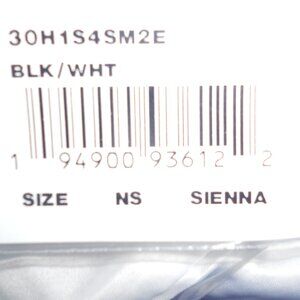 30H1S4SM2E
BLK/WHT
1 94900 93612 2
SIZE NS SIENNA